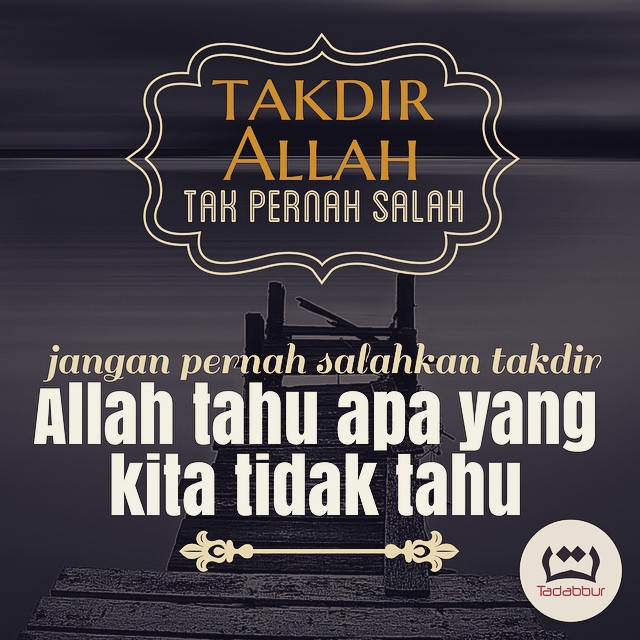 TAKDIR
ALLAH
TAK PERNAH SALAH
jangan pernah salahkan takdir
Allah tahu apa yang
kita tidak tahu
Tadabbur